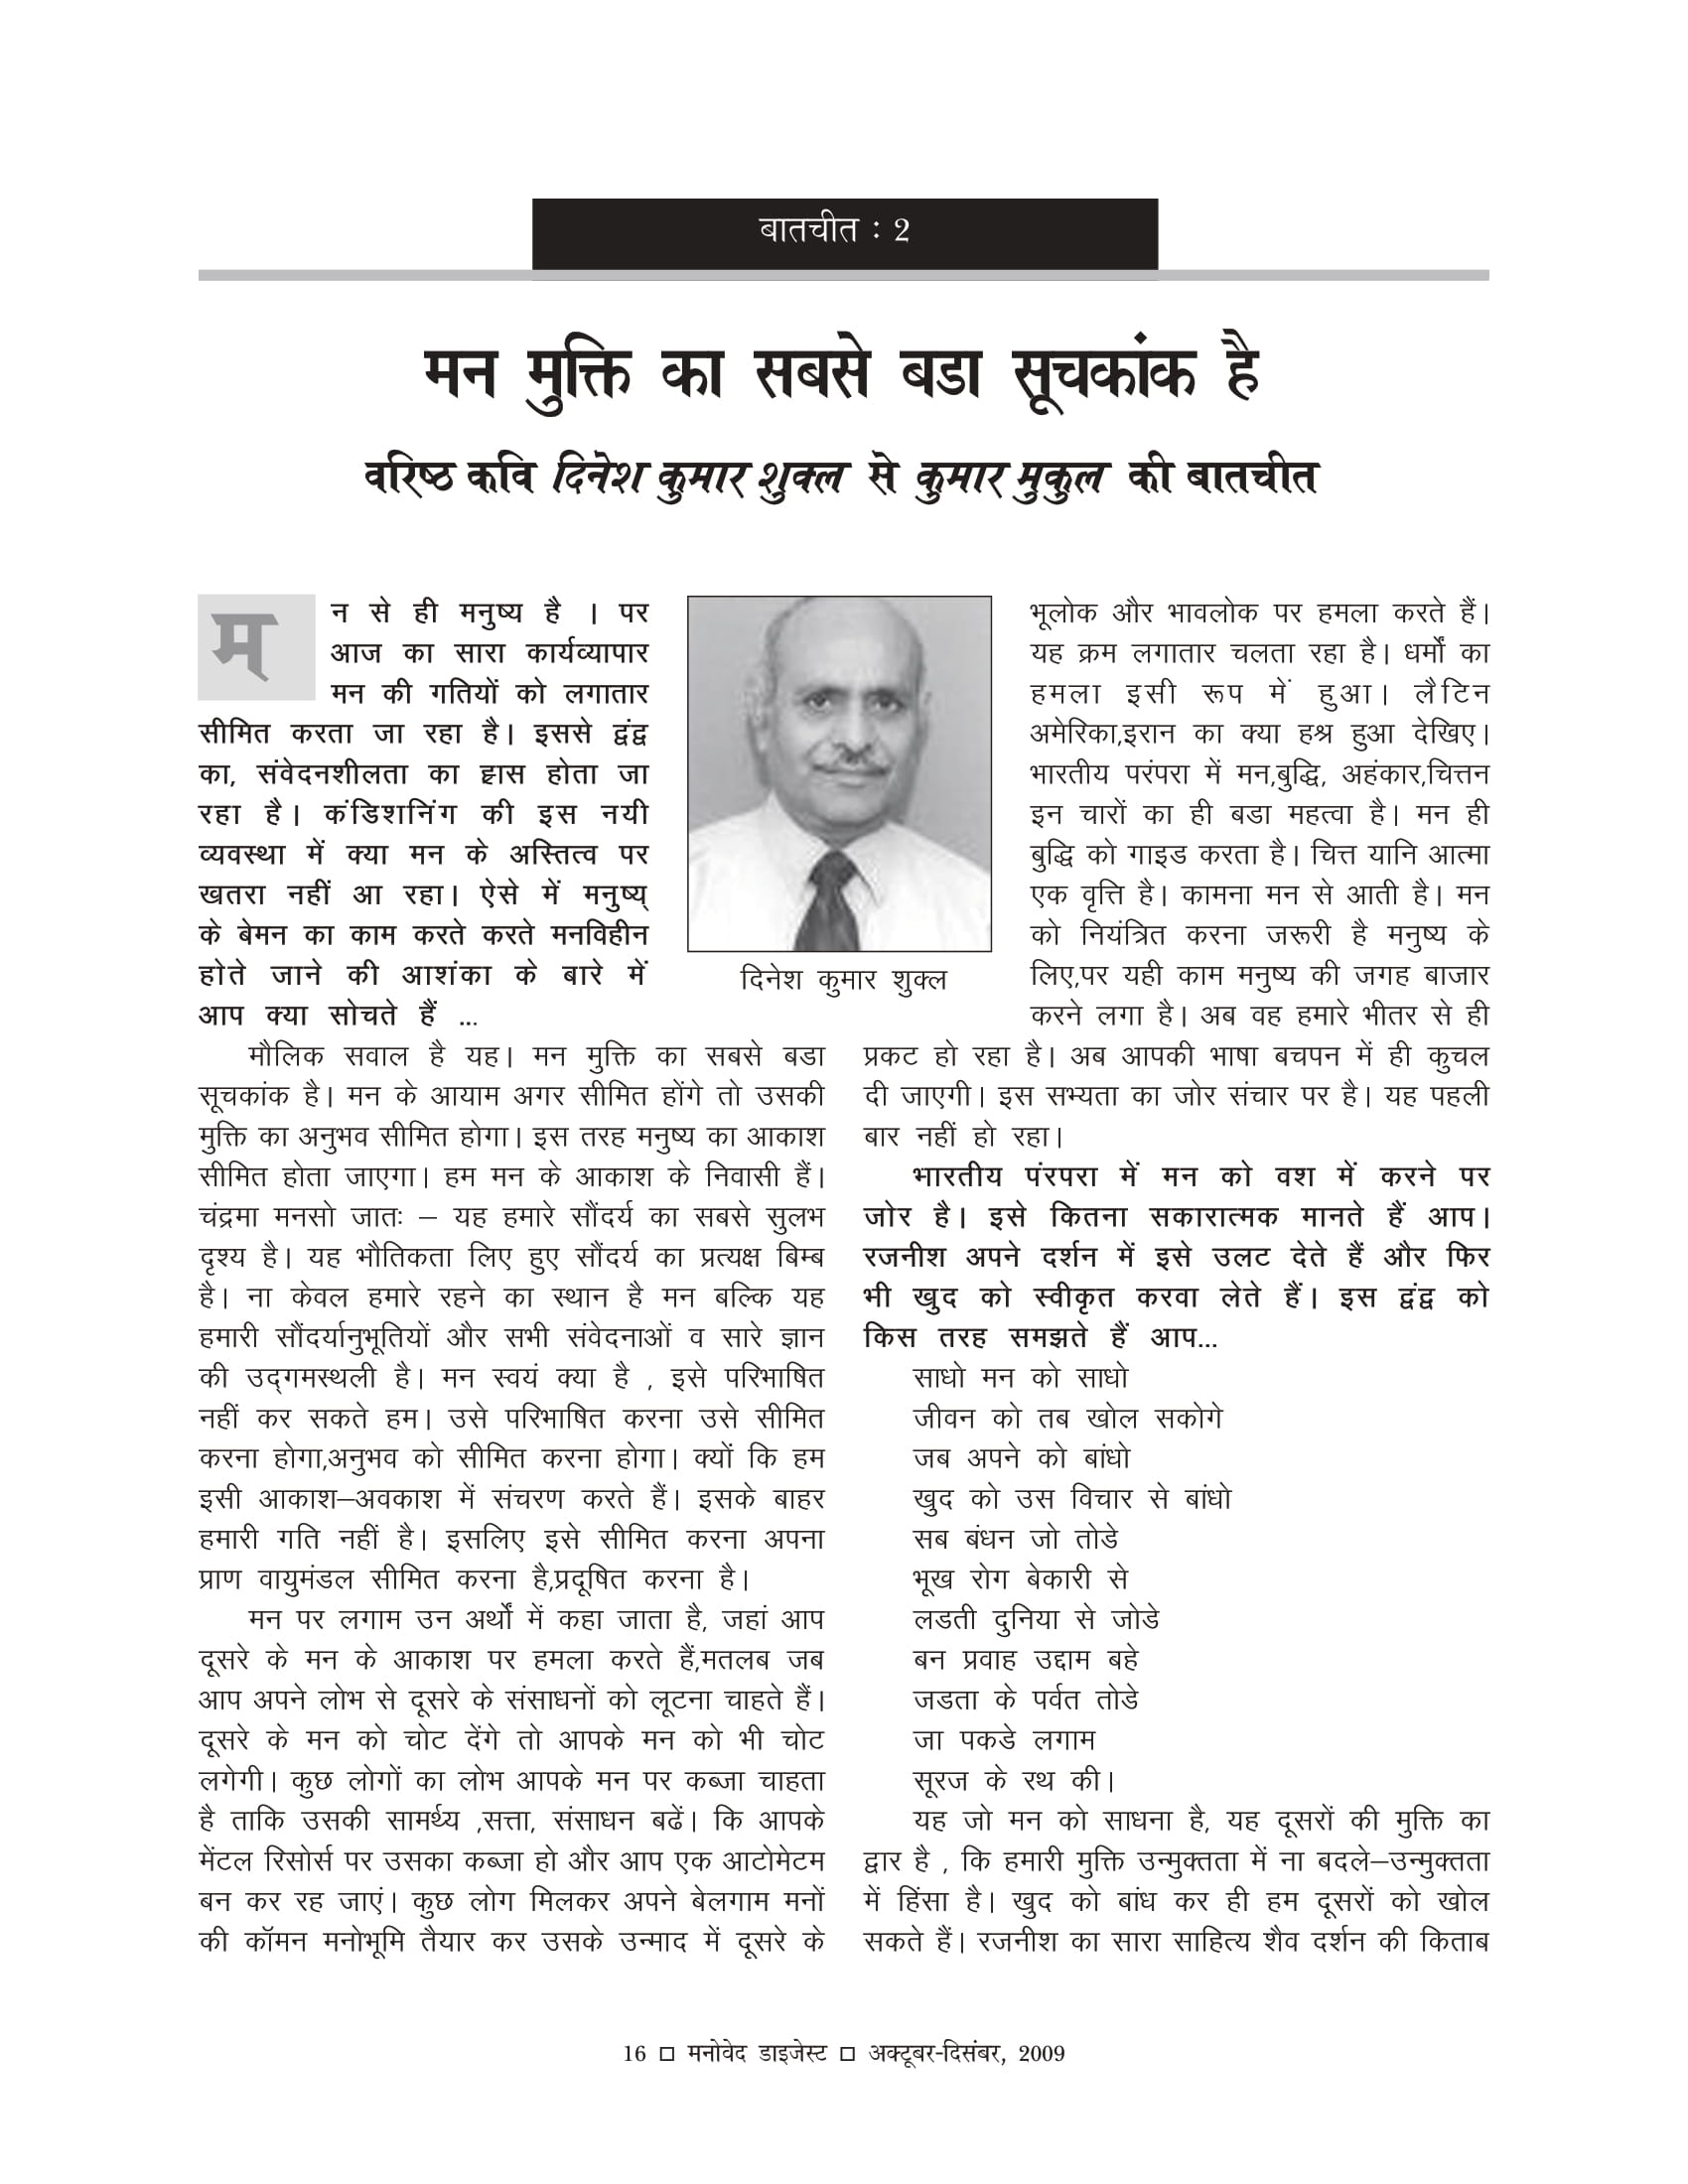 बातचीत : 2
मन मुक्ति का सबसे बडा सूचकांक है
वरिष्ठ कवि दिनेश कुमार शुक्ल से कुमार मुकुल की बातचीत
म
न से ही मनुष्य है । पर
आज का सारा कार्यव्यापार
मन की गतियों को लगातार
सीमित करता जा रहा है। इससे द्वंद्व
का, संवेदनशीलता का ह्रास होता जा
रहा है। कंडिशनिंग की इस नयी
व्यवस्था में क्या मन के अस्तित्व पर
खतरा नहीं आ रहा। ऐसे में मनुष्य्
के बेमन का काम करते करते मनविहीन
होते जाने की आशंका के बारे में
आप क्या सोचते हैं ...
मौलिक सवाल है यह। मन मुक्ति का सबसे बडा
सूचकांक है। मन के आयाम अगर सीमित होंगे तो उसकी
मुक्ति का अनुभव सीमित होगा। इस तरह मनुष्य का आकाश
सीमित होता जाएगा। हम मन के आकाश के निवासी हैं।
चंद्रमा मनसो जातः – यह हमारे सौंदर्य का सबसे सुलभ
दृश्य है। यह भौतिकता लिए हुए सौंदर्य का प्रत्यक्ष बिम्ब
है। ना केवल हमारे रहने का स्थान है मन बल्कि यह
हमारी सौंदर्यानुभूतियों और सभी संवेदनाओं व सारे ज्ञान
की उद्गमस्थली है। मन स्वयं क्या है , इसे परिभाषित
नहीं कर सकते हम। उसे परिभाषित करना उसे सीमित
करना होगा,अनुभव को सीमित करना होगा। क्यों कि हम
इसी आकाश–अवकाश में संचरण करते हैं। इसके बाहर
हमारी गति नहीं है। इसलिए इसे सीमित करना अपना
प्राण वायुमंडल सीमित करना है,प्रदूषित करना है।
मन पर लगाम उन अर्थों में कहा जाता है, जहां आप
दूसरे के मन के आकाश पर हमला करते हैं,मतलब जब
आप अपने लोभ से दूसरे के संसाधनों को लूटना चाहते हैं।
दूसरे के मन को चोट देंगे तो आपके मन को भी चोट
लगेगी। कुछ लोगों का लोभ आपके मन पर कब्जा चाहता
है ताकि उसकी सामर्थ्य ,सत्ता, संसाधन बढें। कि आपके
मेंटल रिसोर्स पर उसका कब्जा हो और आप एक आटोमेटम
बन कर रह जाएं। कुछ लोग मिलकर अपने बेलगाम मनों
की कॉमन मनोभूमि तैयार कर उसके उन्माद में दूसरे के
दिनेश कुमार शुक्ल
भूलोक और भावलोक पर हमला करते हैं।
यह क्रम लगातार चलता रहा है। धर्मों का
हमला इसी रूप में हुआ। लैटिन
अमेरिका,इरान का क्या हश्र हुआ देखिए।
भारतीय परंपरा में मन,बुद्धि, अहंकार,चित्तन
इन चारों का ही बडा महत्वा है। मन ही
बुद्धि को गाइड करता है। चित्त यानि आत्मा
एक वृत्ति है। कामना मन से आती है। मन
को नियंत्रित करना जरूरी है मनुष्य के
लिए,पर यही काम मनुष्य की जगह बाजार
करने लगा है। अब वह हमारे भीतर से ही
प्रकट हो रहा है। अब आपकी भाषा बचपन में ही कुचल
दी जाएगी। इस सभ्यता का जोर संचार पर है। यह पहली
बार नहीं हो रहा।
भारतीय पंरपरा में मन को वश में करने पर
जोर है। इसे कितना सकारात्मक मानते हैं आप।
रजनीश अपने दर्शन में इसे उलट देते हैं और फिर
भी खुद को स्वीकृत करवा लेते हैं। इस द्वंद्व को
किस तरह समझते हैं आप...
साधो मन को साधो
जीवन को तब खोल सकोगे
जब अपने को बांधो
खुद को उस विचार से बांधो
सब बंधन जो तोडे
भूख रोग बेकारी से
लडती दुनिया से जोडे
बन प्रवाह उद्दाम बहे
जडता के पर्वत तोडे
जा पकडे लगाम
सूरज के रथ की।
यह जो मन को साधना है, यह दूसरों की मुक्ति का
द्वार है , कि हमारी मुक्ति उन्मुक्तता में ना बदले–उन्मुक्तता
में हिंसा है। खुद को बांध कर ही हम दूसरों को खोल
सकते हैं। रजनीश का सारा साहित्य शैव दर्शन की किताब
16 □ मनोवेद डाइजेस्ट □ अक्टूबर-दिसंबर, 2009